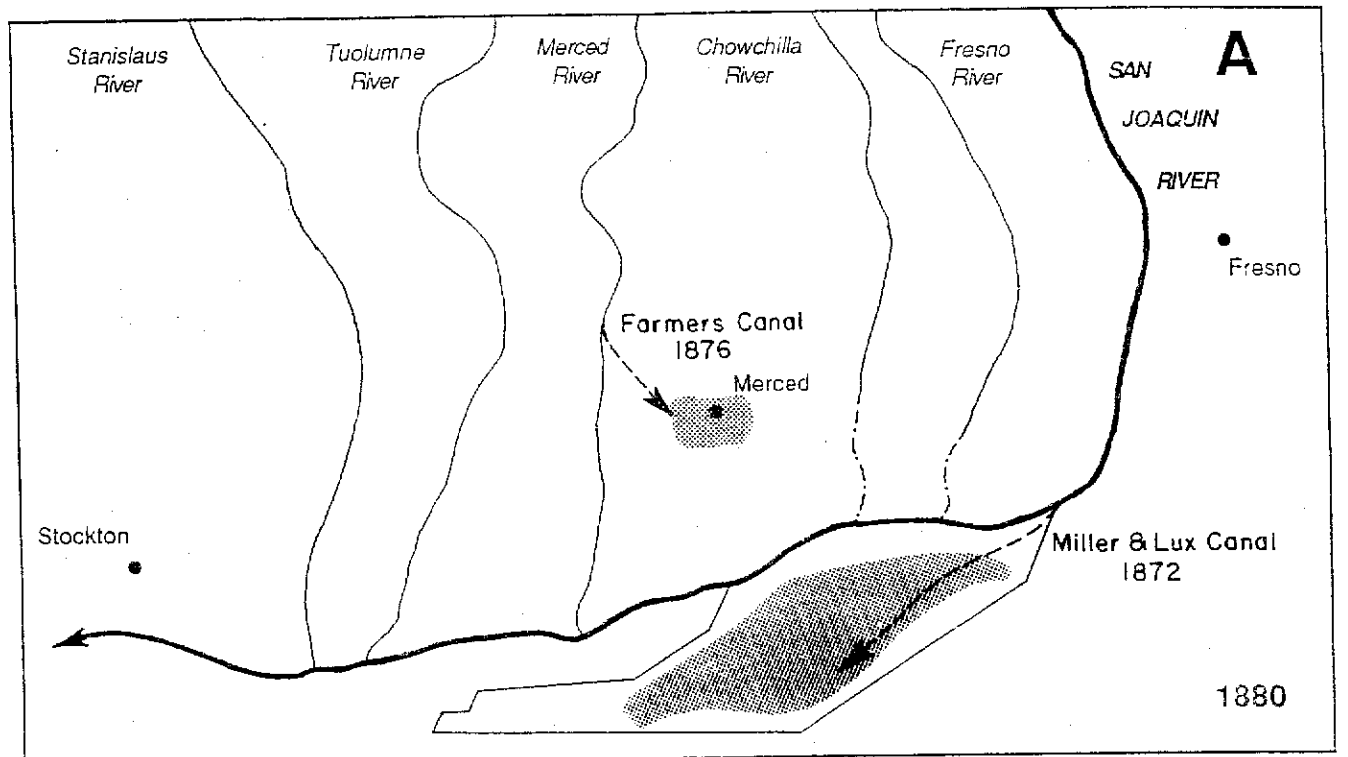 Stanislaus
River
Tuolumne
River
Merced
River
Chowchilla
River
Fresno
River
SAN
JOAQUIN
RIVER
A
Fresno
Farmers Canal
1876
Merced
Stockton
Miller & Lux Canal
1872
1880